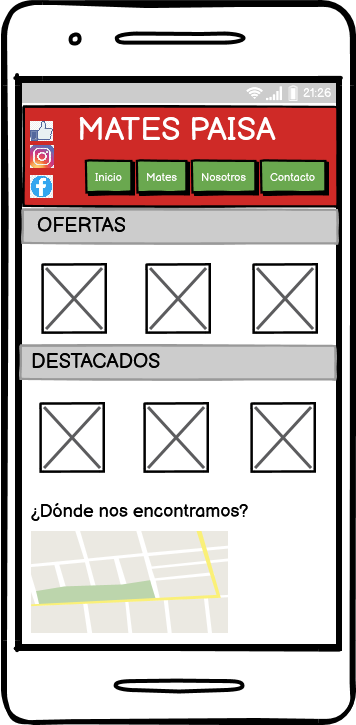 21:26
MATES PAISA
Inicio
Mates
Nosotros
Contacto
OFERTAS
DESTACADOS
¿Dónde nos encontramos?